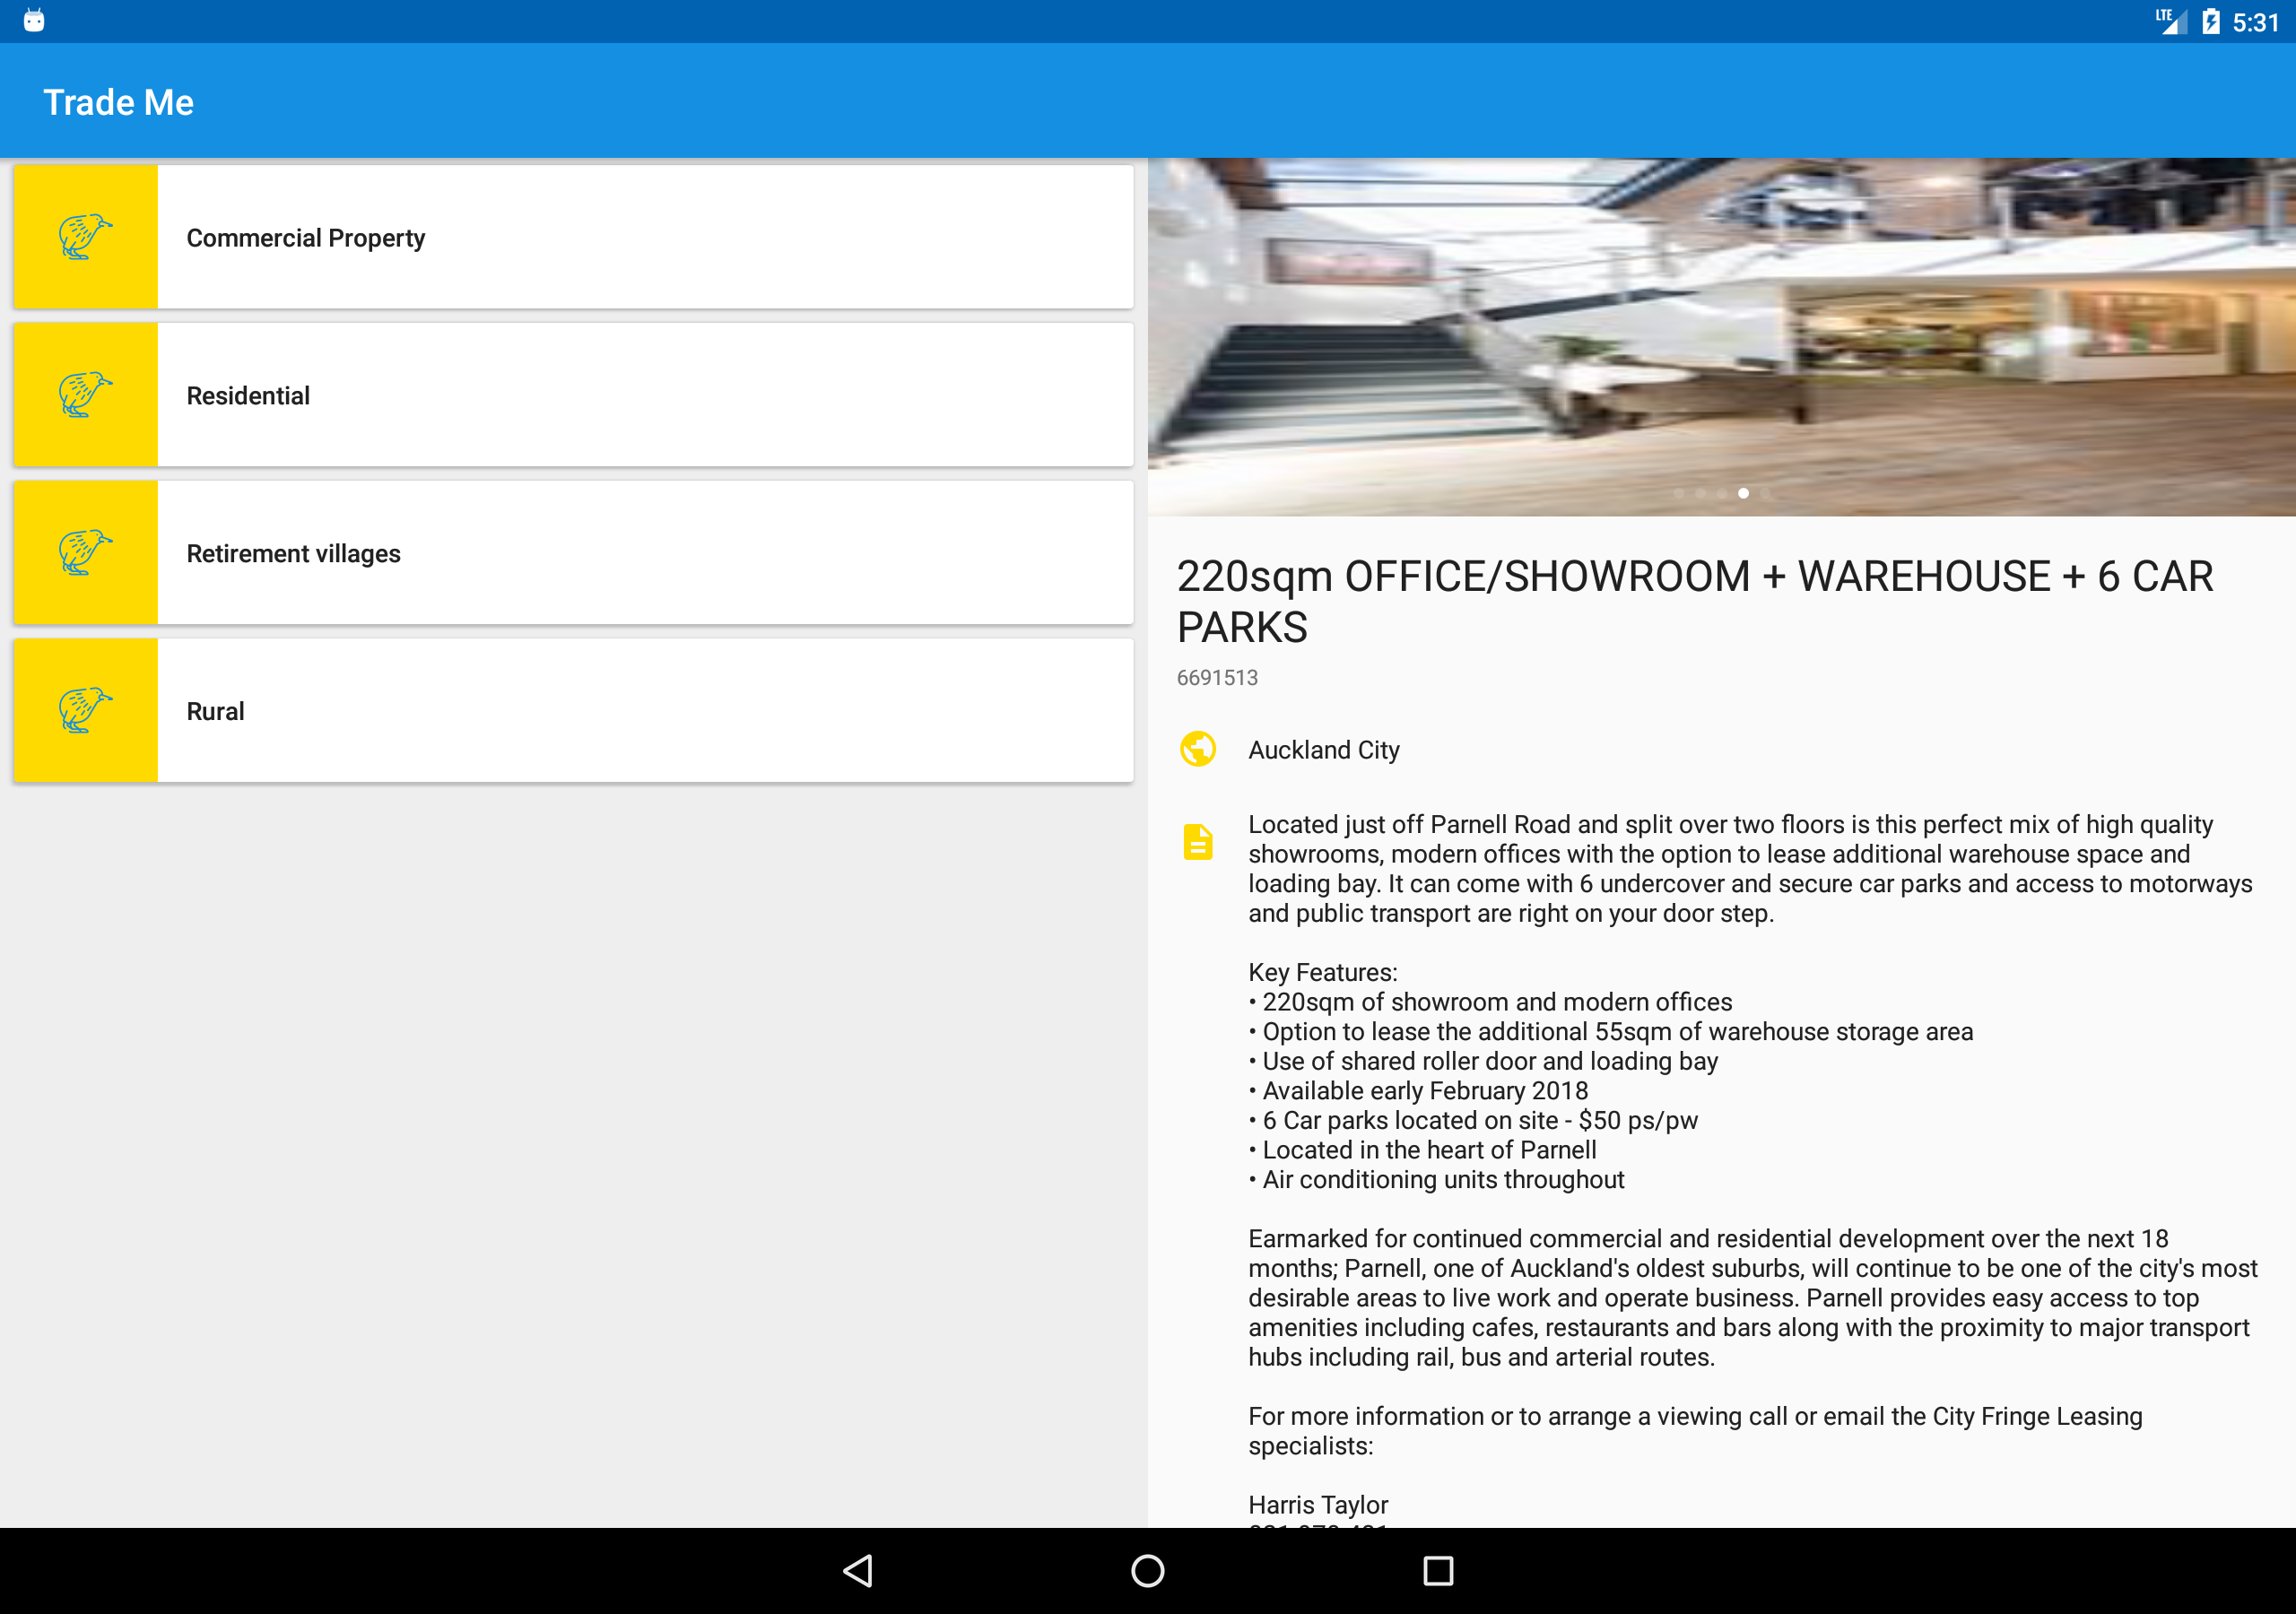 LTE 5:31
Trade Me
Commercial Property
Residential
Retirement villages
Rural
220sqm OFFICE/SHOWROOM + WAREHOUSE + 6 CAR
PARKS
6691513
Auckland City
Located just off Parnell Road and split over two floors is this perfect mix of high quality
showrooms, modern offices with the option to lease additional warehouse space and
loading bay. It can come with 6 undercover and secure car parks and access to motorways
and public transport are right on your door step.
Key Features:
• 220sqm of showroom and modern offices
• Option to lease the additional 55sqm of warehouse storage area
• Use of shared roller door and loading bay
• Available early February 2018
• 6 Car parks located on site - $50 ps/pw
• Located in the heart of Parnell
• Air conditioning units throughout
Earmarked for continued commercial and residential development over the next 18
months; Parnell, one of Auckland's oldest suburbs, will continue to be one of the city's most
desirable areas to live work and operate business. Parnell provides easy access to top
amenities including cafes, restaurants and bars along with the proximity to major transport
hubs including rail, bus and arterial routes.
For more information or to arrange a viewing call or email the City Fringe Leasing
specialists:
Harris Taylor